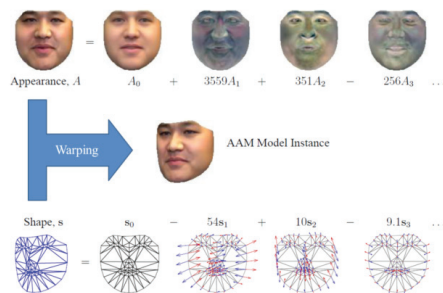 =
Appearance, A A₀ + 3559A₁ + 351A₂ − 256A₃ ...
Warping
AAM Model Instance
Shape, s s₀ − 54s₁ + 10s₂ − 9.1s₃ ...
=